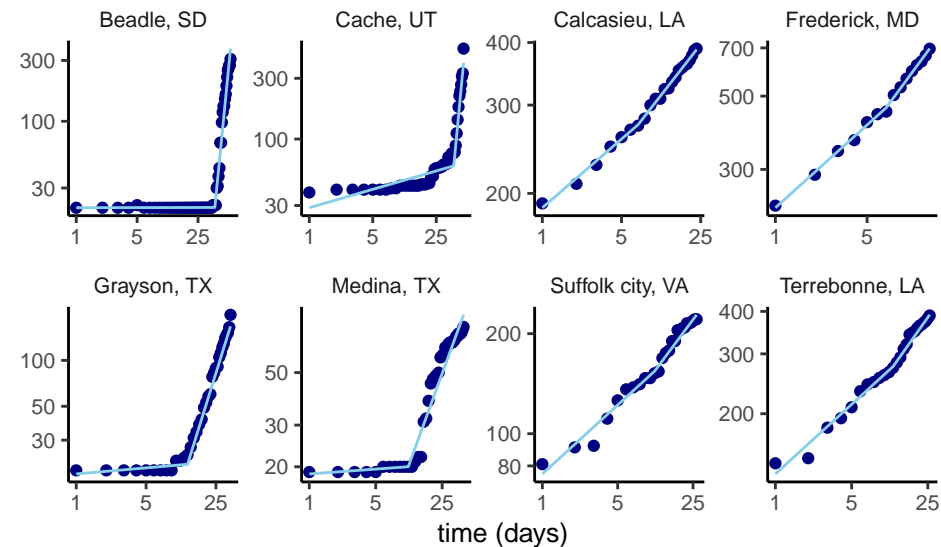 Beadle, SD
Cache, UT
Calcasieu, LA
Frederick, MD
300
100
30
1 5 25
300
100
30
1 5 25
400
300
200
1 5 25
700
500
300
1 5
Grayson, TX
Medina, TX
Suffolk city, VA
Terrebonne, LA
100
50
30
1 5 25
50
30
20
1 5 25
200
100
80
1 5 25
400
300
200
1 5 25
time (days)